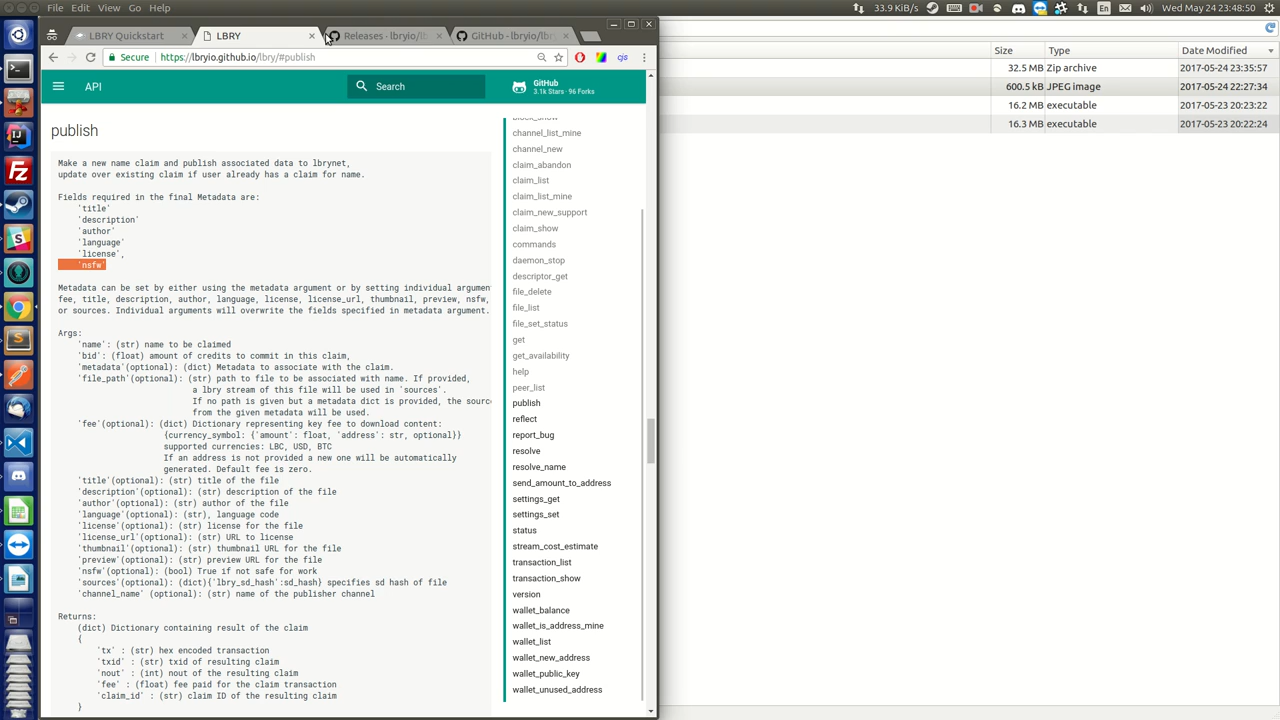 File Edit View Go Bookmarks Help
33.9 KiB/s
En
Wed May 24 23:48:50
LBRY Quickstart
LBRY
Releases - lbryio/lb
GitHub - lbryio/lbr
Secure
https://lbryio.github.io/lbry/#publish
cjs
API
Search
GitHub
3.1k Stars · 96 Forks
publish
Make a new name claim and publish associated data to lbrynet,
update over existing claim if user already has a claim for name.
Fields required in the final Metadata are:
'title'
'description'
'author'
'language'
'license',
'nsfw'
Metadata can be set by either using the metadata argument or by setting individual argumen
fee, title, description, author, language, license, license_url, thumbnail, preview, nsfw,
or sources. Individual arguments will overwrite the fields specified in metadata argument.
Args:
'name': (str) name to be claimed
'bid': (float) amount of credits to commit in this claim,
'metadata'(optional): (dict) Metadata to associate with the claim.
'file_path'(optional): (str) path to file to be associated with name. If provided,
a lbry stream of this file will be used in 'sources'.
If no path is given but a metadata dict is provided, the sourc
from the given metadata will be used.
'fee'(optional): (dict) Dictionary representing key fee to download content:
{currency_symbol: {'amount': float, 'address': str, optional}}
supported currencies: LBC, USD, BTC
If an address is not provided a new one will be automatically
generated. Default fee is zero.
'title'(optional): (str) title of the file
'description'(optional): (str) description of the file
'author'(optional): (str) author of the file
'language'(optional): (str), language code
'license'(optional): (str) license for the file
'license_url'(optional): (str) URL to license
'thumbnail'(optional): (str) thumbnail URL for the file
'preview'(optional): (str) preview URL for the file
'nsfw'(optional): (bool) True if not safe for work
'sources'(optional): (dict){'lbry_sd_hash':sd_hash} specifies sd hash of file
'channel_name' (optional): (str) name of the publisher channel
Returns:
(dict) Dictionary containing result of the claim
{
'tx' : (str) hex encoded transaction
'txid' : (str) txid of resulting claim
'nout' : (int) nout of the resulting claim
'fee' : (float) fee paid for the claim transaction
'claim_id' : (str) claim ID of the resulting claim
}
block_show
channel_list_mine
channel_new
claim_abandon
claim_list
claim_list_mine
claim_new_support
claim_show
commands
daemon_stop
descriptor_get
file_delete
file_list
file_set_status
get
get_availability
help
peer_list
publish
reflect
report_bug
resolve
resolve_name
send_amount_to_address
settings_get
settings_set
status
stream_cost_estimate
transaction_list
transaction_show
version
wallet_balance
wallet_is_address_mine
wallet_list
wallet_new_address
wallet_public_key
wallet_unused_address
Size Type Date Modified
32.5 MB Zip archive 2017-05-24 23:35:57
600.5 kB JPEG image 2017-05-24 22:27:34
16.2 MB executable 2017-05-23 20:23:22
16.3 MB executable 2017-05-23 20:22:24